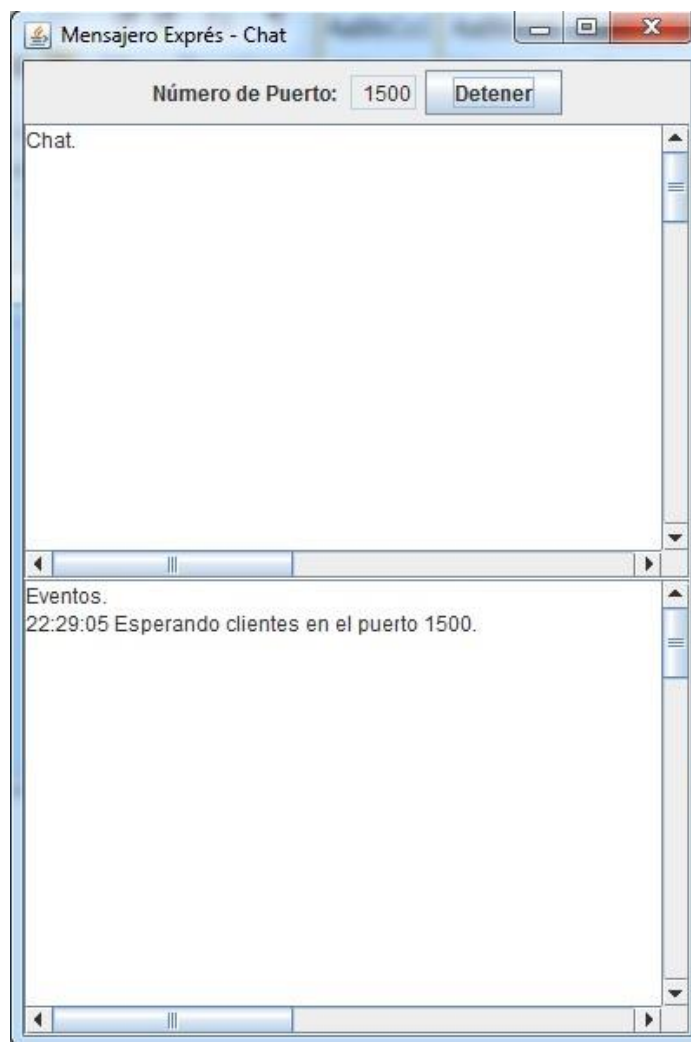 Mensajero Exprés - Chat
Número de Puerto: 1500 Detener
Chat.
Eventos.
22:29:05 Esperando clientes en el puerto 1500.